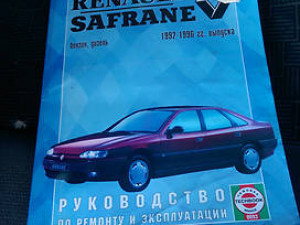 RENAULT
SAFRANE
бензин, дизель
1992-1996 гг. выпуска
РУКОВОДСТВО
ПО РЕМОНТУ И ЭКСПЛУАТАЦИИ
TECHBOOK